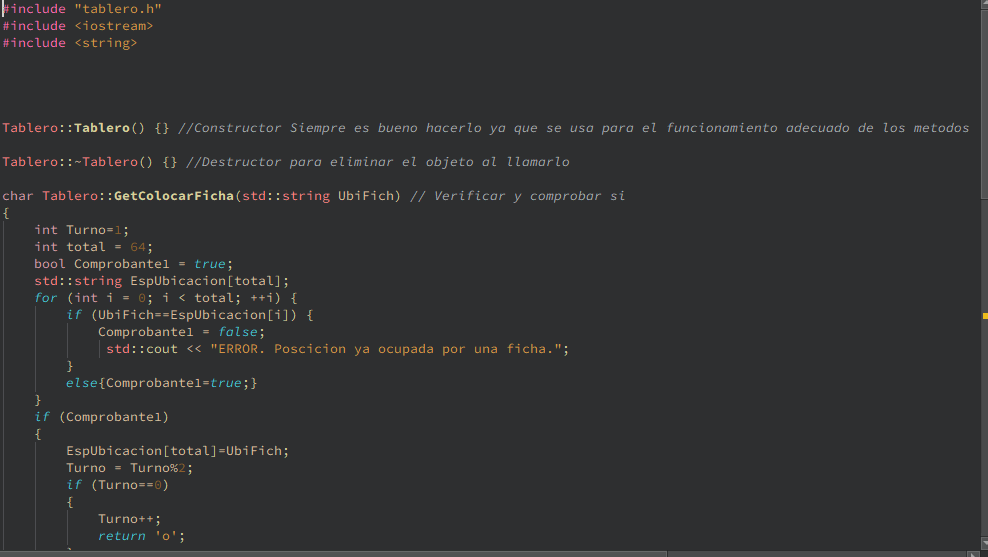 #include "tablero.h"
#include <iostream>
#include <string>
Tablero::Tablero() {} //Constructor Siempre es bueno hacerlo ya que se usa para el funcionamiento adecuado de los metodos
Tablero::~Tablero() {} //Destructor para eliminar el objeto al llamarlo
char Tablero::GetColocarFicha(std::string UbiFich) // Verificar y comprobar si
{
int Turno=1;
int total = 64;
bool Comprobante1 = true;
std::string EspUbicacion[total];
for (int i = 0; i < total; ++i) {
if (UbiFich==EspUbicacion[i]) {
Comprobante1 = false;
std::cout << "ERROR. Poscicion ya ocupada por una ficha.";
}
else{Comprobante1=true;}
}
if (Comprobante1)
{
EspUbicacion[total]=UbiFich;
Turno = Turno%2;
if (Turno==0)
{
Turno++;
return 'o';